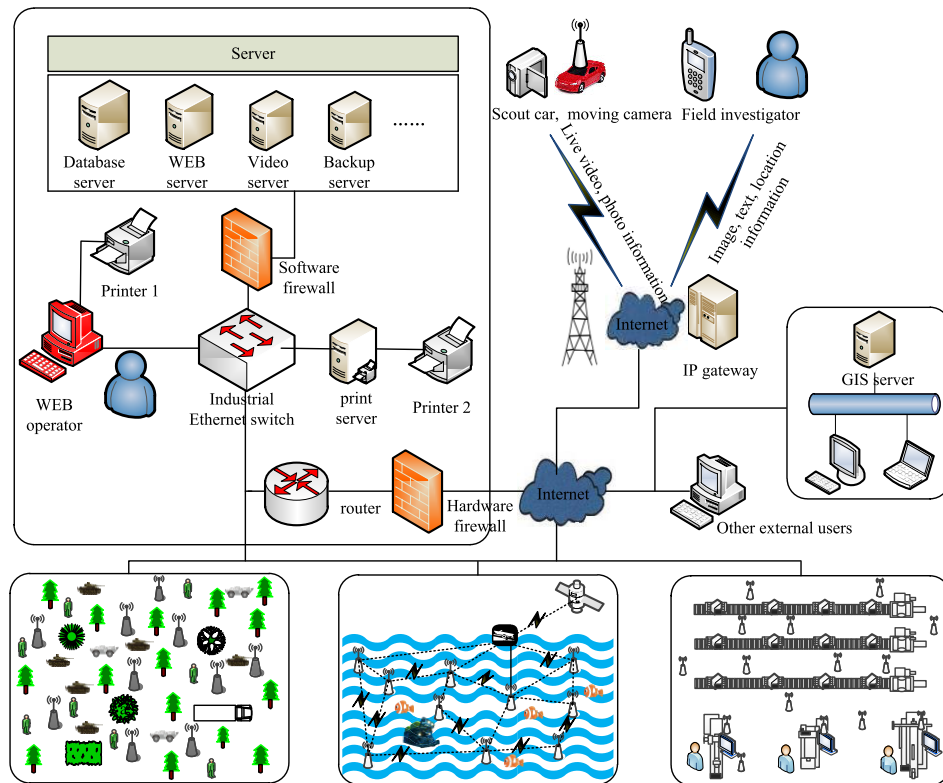 Server
Database
server
WEB
server
Video
server
Backup
server
......
Scout car, moving camera
Field investigator
Live video, photo information
Image, text, location
information
Printer 1
Software
firewall
Internet
IP gateway
GIS server
WEB
operator
Industrial
Ethernet switch
print
server
Printer 2
router
Hardware
firewall
Internet
Other external users